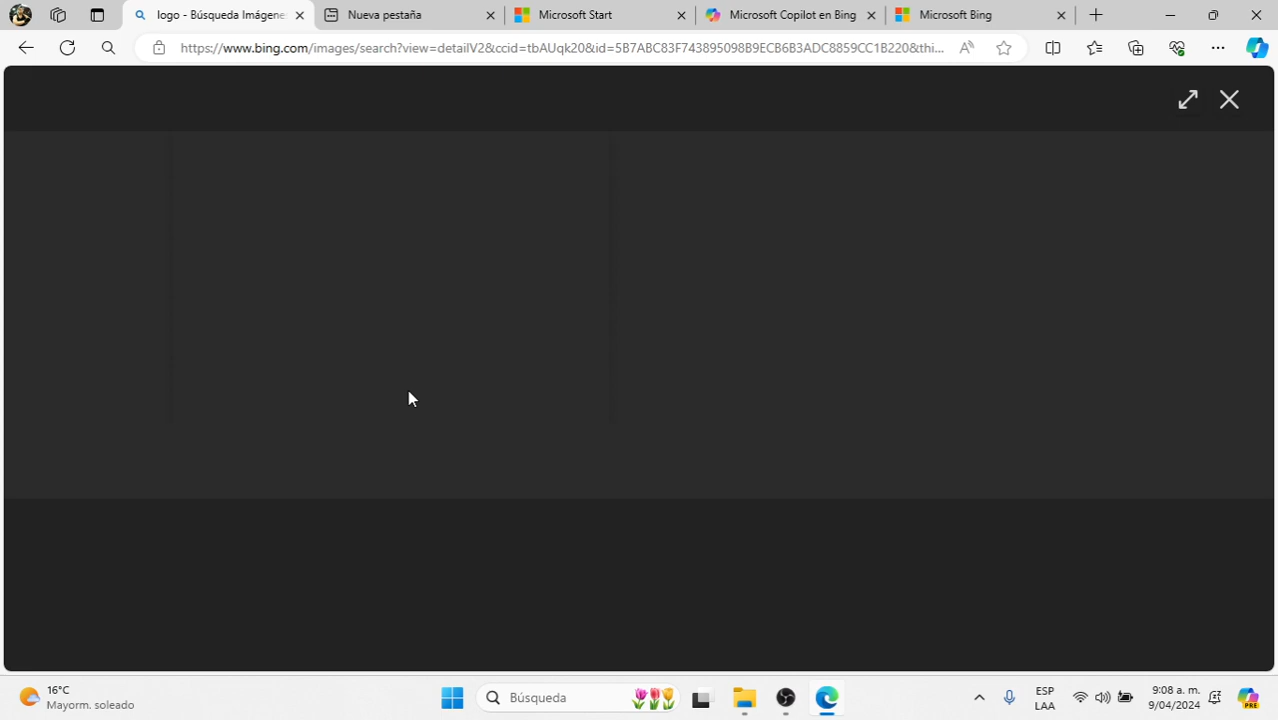 logo - Búsqueda Imágene
Nueva pestaña
Microsoft Start
Microsoft Copilot en Bing
Microsoft Bing
https://www.bing.com/images/search?view=detailV2&ccid=tbAUqk20&id=5B7ABC83F743895098B9ECB6B3ADC8859CC1B220&thi...
16°C
Mayorm. soleado
Búsqueda
ESP
LAA
9:08 a. m.
9/04/2024
PRE